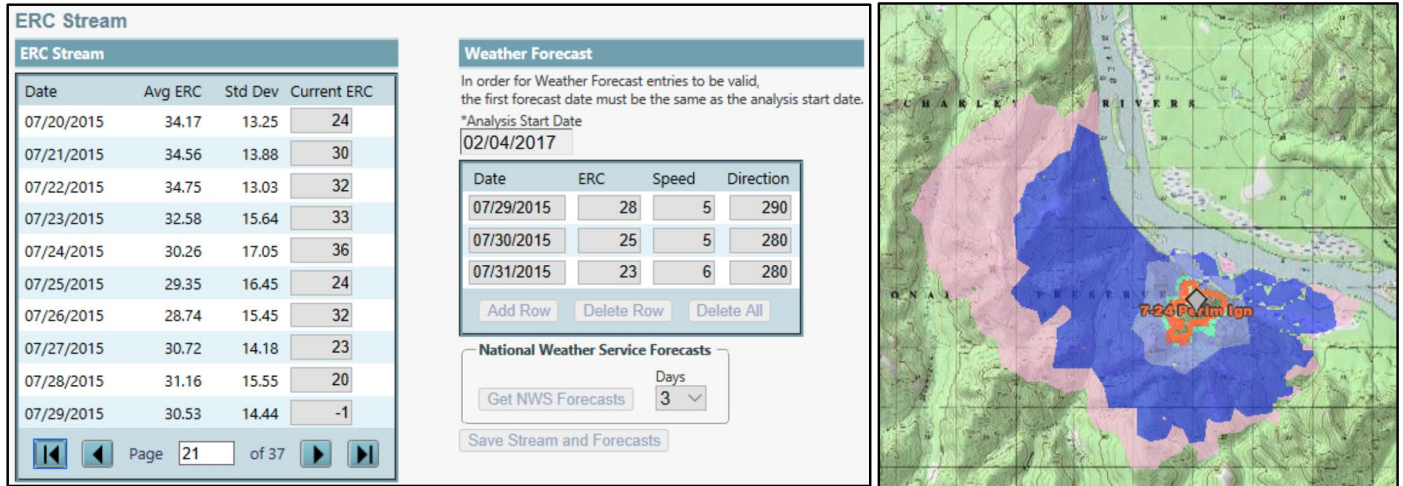 ERC Stream
ERC Stream
Date Avg ERC Std Dev Current ERC
07/20/2015 34.17 13.25 24
07/21/2015 34.56 13.88 30
07/22/2015 34.75 13.03 32
07/23/2015 32.58 15.64 33
07/24/2015 30.26 17.05 36
07/25/2015 29.35 16.45 24
07/26/2015 28.74 15.45 32
07/27/2015 30.72 14.18 23
07/28/2015 31.16 15.55 20
07/29/2015 30.53 14.44 -1
Page 21 of 37
Weather Forecast
In order for Weather Forecast entries to be valid,
the first forecast date must be the same as the analysis start date.
*Analysis Start Date
02/04/2017
Date ERC Speed Direction
07/29/2015 28 5 290
07/30/2015 25 5 280
07/31/2015 23 6 280
Add Row Delete Row Delete All
National Weather Service Forecasts
Days
Get NWS Forecasts 3
Save Stream and Forecasts
CHARLEY RIVERS
ONAL PRESERV
7-24 Perim Ign